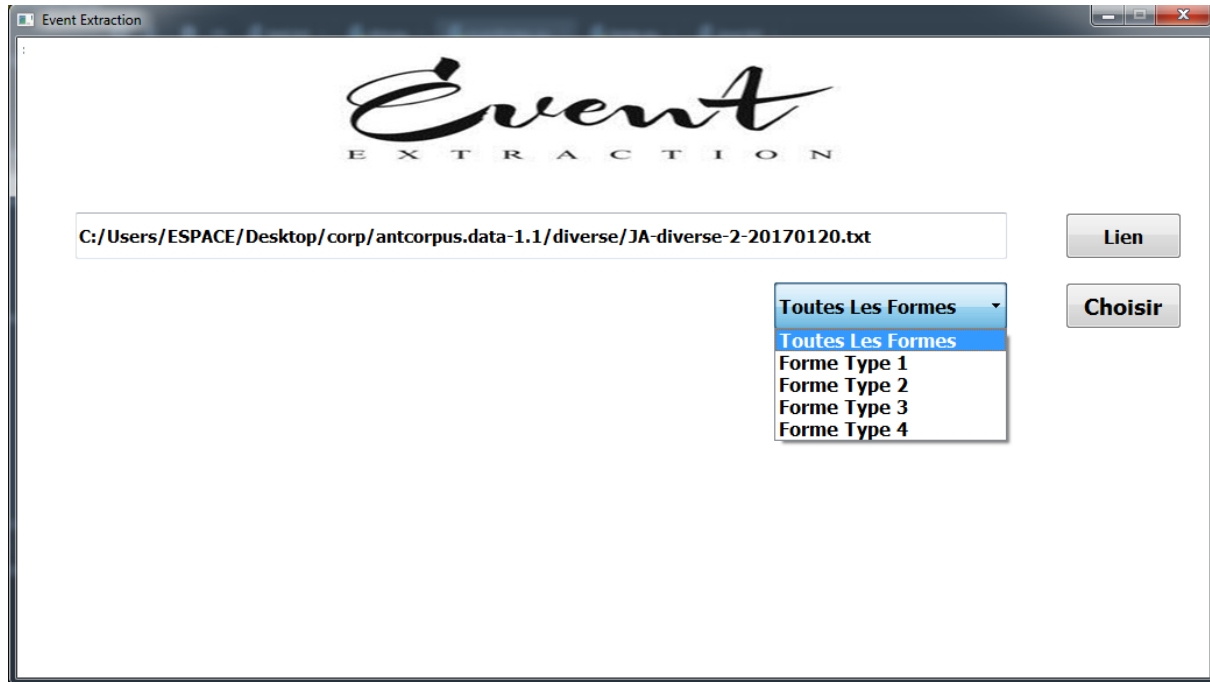 Event Extraction
:
Event
EXTRACTION
C:/Users/ESPACE/Desktop/corp/antcorpus.data-1.1/diverse/JA-diverse-2-20170120.txt
Lien
Toutes Les Formes
Choisir
Toutes Les Formes
Forme Type 1
Forme Type 2
Forme Type 3
Forme Type 4